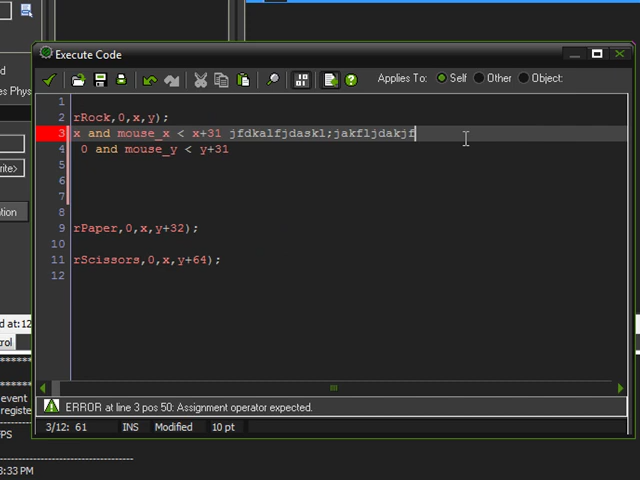 Execute Code
d
Applies To: Self Other Object:
es Phys
1
2 rRock,0,x,y);
3 x and mouse_x < x+31 jfdkalfjdaskl;jakfljdakjf
rite> 4 0 and mouse_y < y+31
5
6
7
ation 8
9 rPaper,0,x,y+32);
10
11 rScissors,0,x,y+64);
12
d at:12
trol
******
event
registe
ERROR at line 3 pos 50: Assignment operator expected.
FPS 3/12: 61 INS Modified 10 pt
3:33 PM